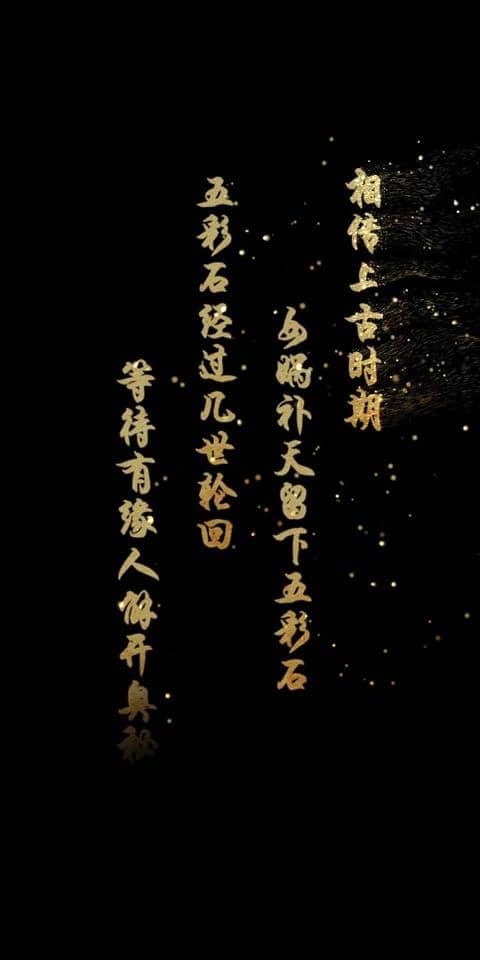 相传上古时期
女娲补天留下五彩石
五彩石经过几世轮回
等待有缘人解开奥秘